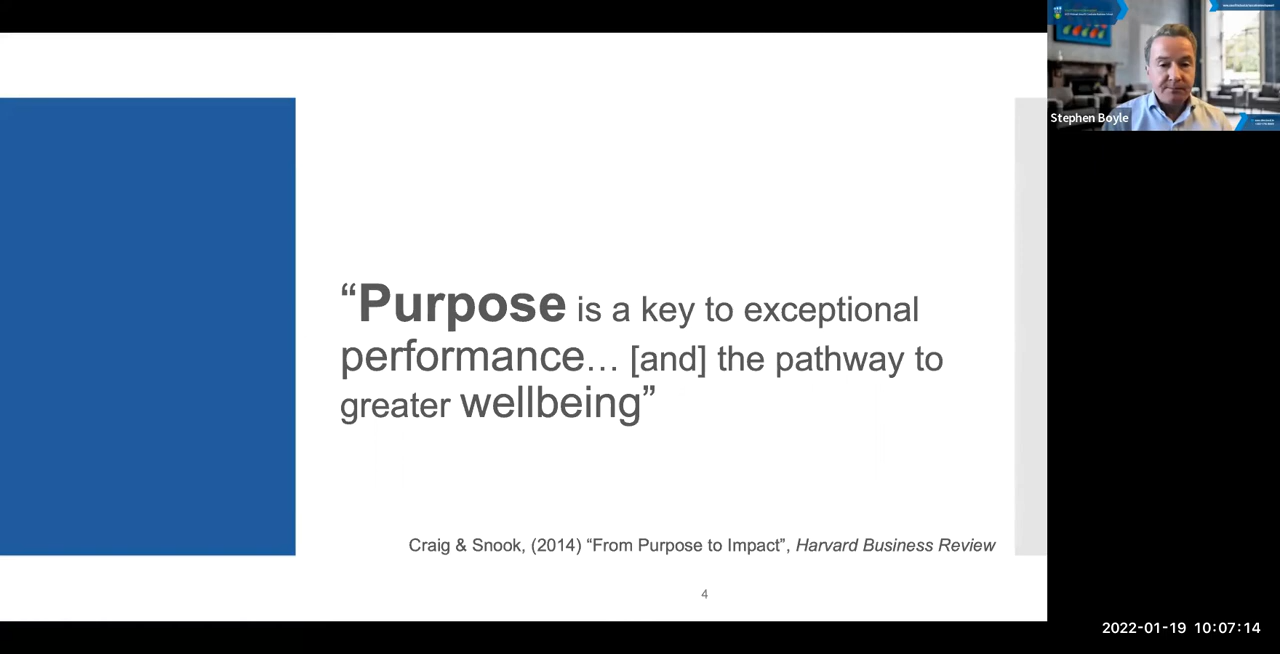 “Purpose is a key to exceptional
performance… [and] the pathway to
greater wellbeing”
Craig & Snook, (2014) “From Purpose to Impact”, Harvard Business Review
4
Stephen Boyle
2022-01-19 10:07:14